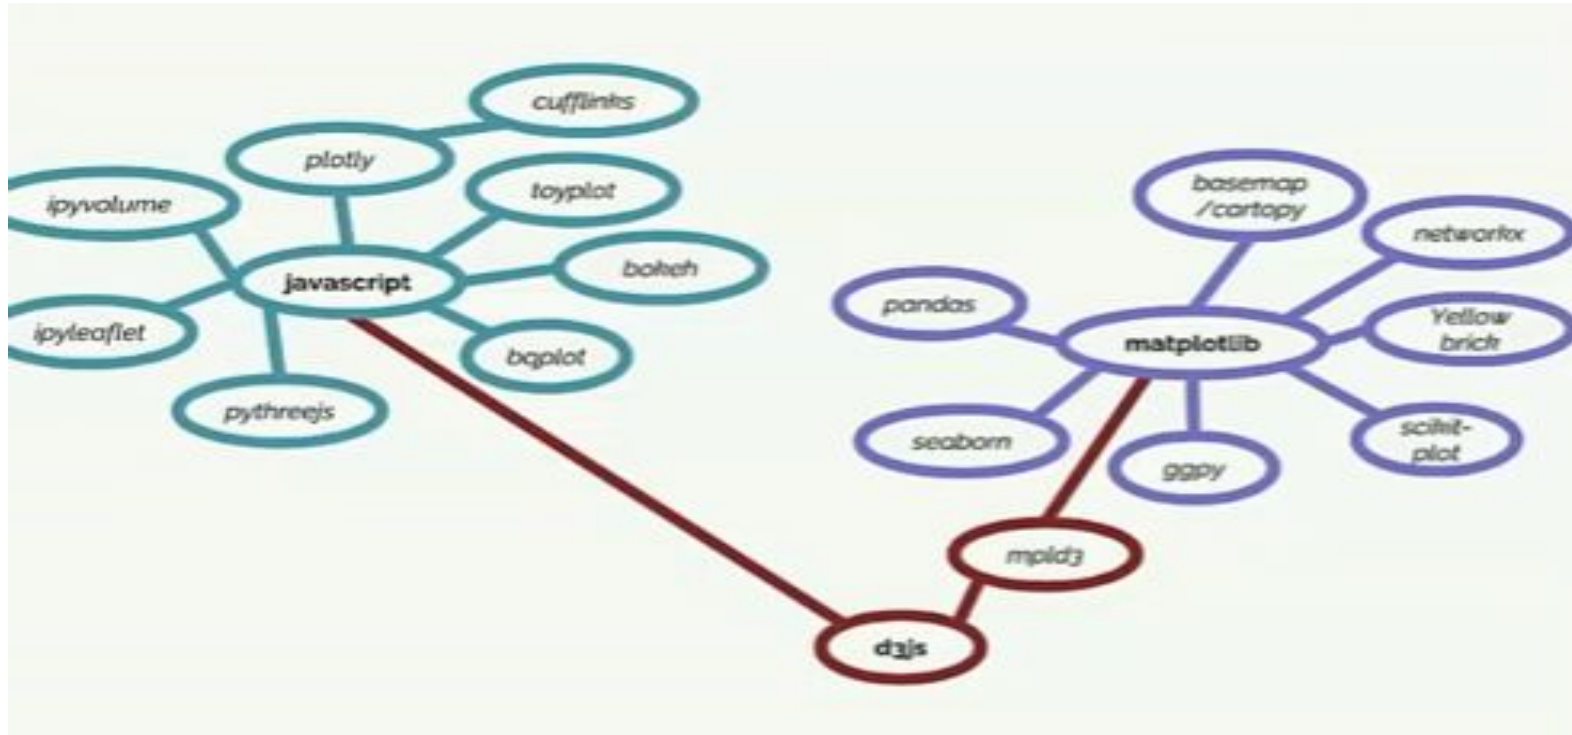 cufflinks
plotly
toyplot
ipyvolume
javascript
bokeh
ipyleaflet
bqplot
pythreejs
basemap
/cartopy
networkx
pandas
matplotlib
Yellow
brick
seaborn
ggpy
scikit-
plot
mpld3
d3js